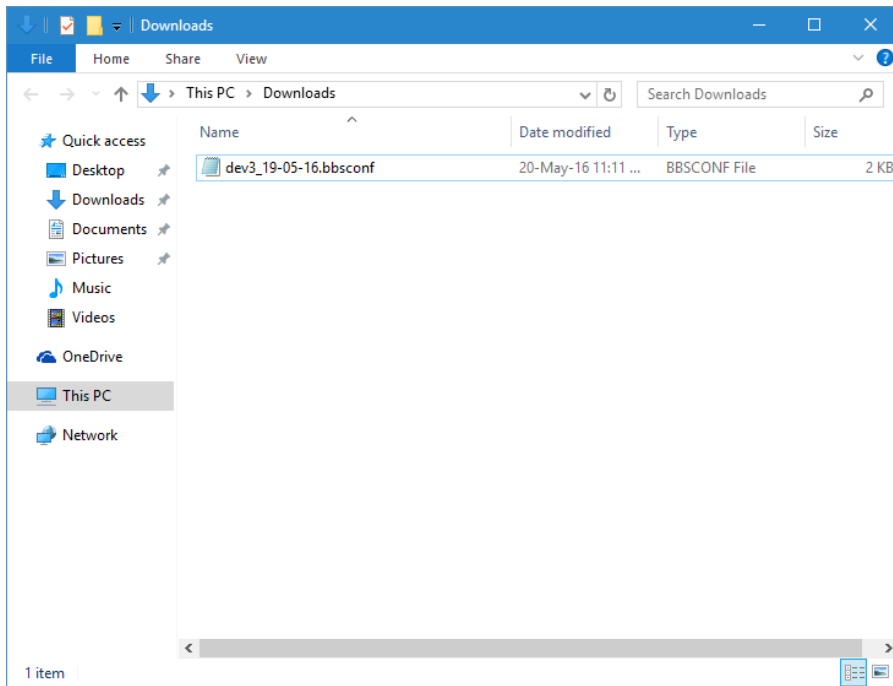 Downloads
File Home Share View
This PC > Downloads
Search Downloads
Name Date modified Type Size
Quick access
dev3_19-05-16.bbsconf 20-May-16 11:11 ... BBSCONF File 2 KB
Desktop
Downloads
Documents
Pictures
Music
Videos
OneDrive
This PC
Network
1 item